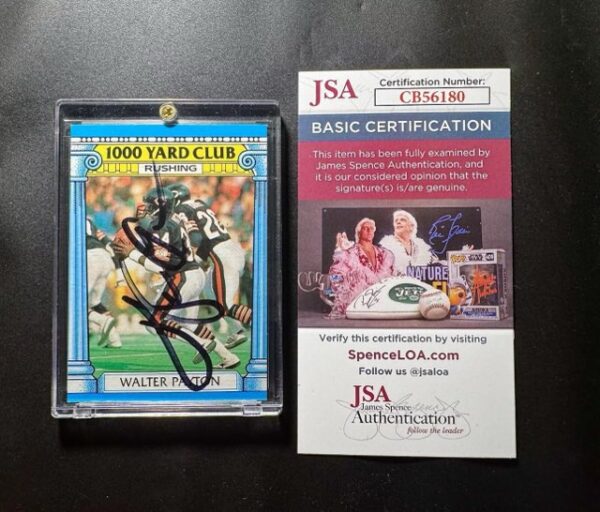 1000 YARD CLUB
RUSHING
WALTER PAYTON
JSA
Certification Number:
CB56180
BASIC CERTIFICATION
This item has been fully examined by
James Spence Authentication, and
it is our considered opinion that the
signature(s) is/are genuine.
NATURE
JETS
Verify this certification by visiting
SpenceLOA.com
Follow us @jsaloa
JSA
James Spence
Authentication
follow the leader